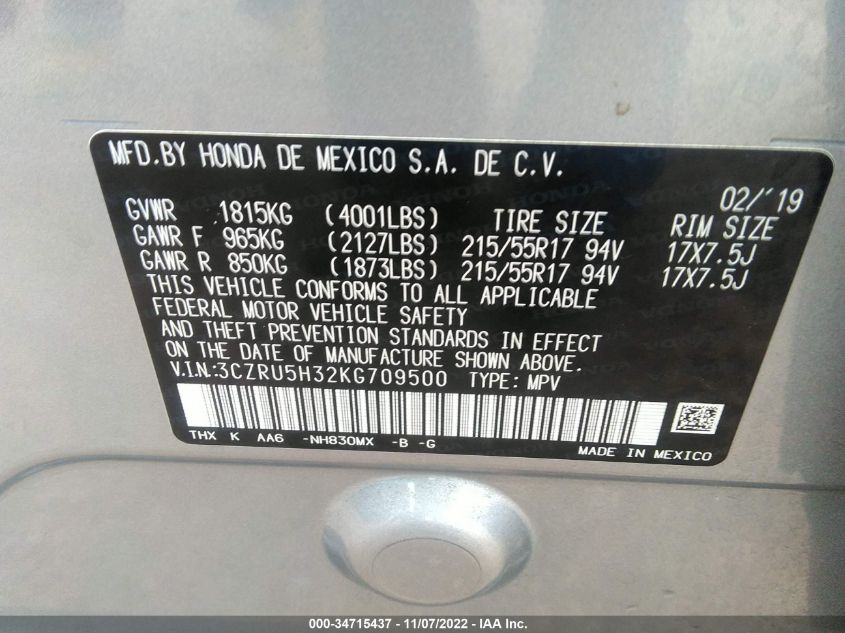 MFD.BY HONDA DE MEXICO S.A. DE C.V.
02/'19
GVWR 1815KG (4001LBS) TIRE SIZE RIM SIZE
GAWR F 965KG (2127LBS) 215/55R17 94V 17X7.5J
GAWR R 850KG (1873LBS) 215/55R17 94V 17X7.5J
THIS VEHICLE CONFORMS TO ALL APPLICABLE
FEDERAL MOTOR VEHICLE SAFETY
AND THEFT PREVENTION STANDARDS IN EFFECT
ON THE DATE OF MANUFACTURE SHOWN ABOVE.
V.I.N:3CZRU5H32KG709500 TYPE: MPV
THX K AA6 -NH830MX -B -G
MADE IN MEXICO
000-34715437 - 11/07/2022 - IAA Inc.